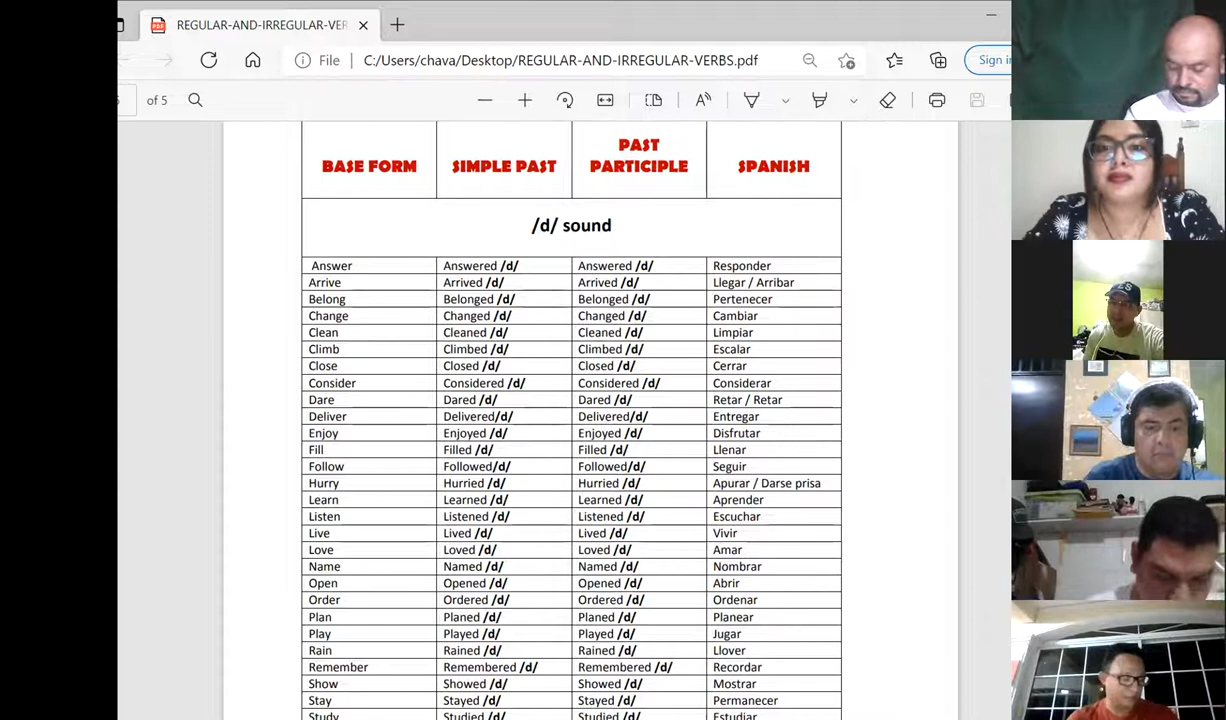 REGULAR-AND-IRREGULAR-VER
File C:/Users/chava/Desktop/REGULAR-AND-IRREGULAR-VERBS.pdf Sign in
of 5
BASE FORM SIMPLE PAST PAST PARTICIPLE SPANISH
/d/ sound
Answer Answered /d/ Answered /d/ Responder
Arrive Arrived /d/ Arrived /d/ Llegar / Arribar
Belong Belonged /d/ Belonged /d/ Pertenecer
Change Changed /d/ Changed /d/ Cambiar
Clean Cleaned /d/ Cleaned /d/ Limpiar
Climb Climbed /d/ Climbed /d/ Escalar
Close Closed /d/ Closed /d/ Cerrar
Consider Considered /d/ Considered /d/ Considerar
Dare Dared /d/ Dared /d/ Retar / Retar
Deliver Delivered/d/ Delivered/d/ Entregar
Enjoy Enjoyed /d/ Enjoyed /d/ Disfrutar
Fill Filled /d/ Filled /d/ Llenar
Follow Followed/d/ Followed/d/ Seguir
Hurry Hurried /d/ Hurried /d/ Apurar / Darse prisa
Learn Learned /d/ Learned /d/ Aprender
Listen Listened /d/ Listened /d/ Escuchar
Live Lived /d/ Lived /d/ Vivir
Love Loved /d/ Loved /d/ Amar
Name Named /d/ Named /d/ Nombrar
Open Opened /d/ Opened /d/ Abrir
Order Ordered /d/ Ordered /d/ Ordenar
Plan Planed /d/ Planed /d/ Planear
Play Played /d/ Played /d/ Jugar
Rain Rained /d/ Rained /d/ Llover
Remember Remembered /d/ Remembered /d/ Recordar
Show Showed /d/ Showed /d/ Mostrar
Stay Stayed /d/ Stayed /d/ Permanecer
Study Studied /d/ Studied /d/ Estudiar